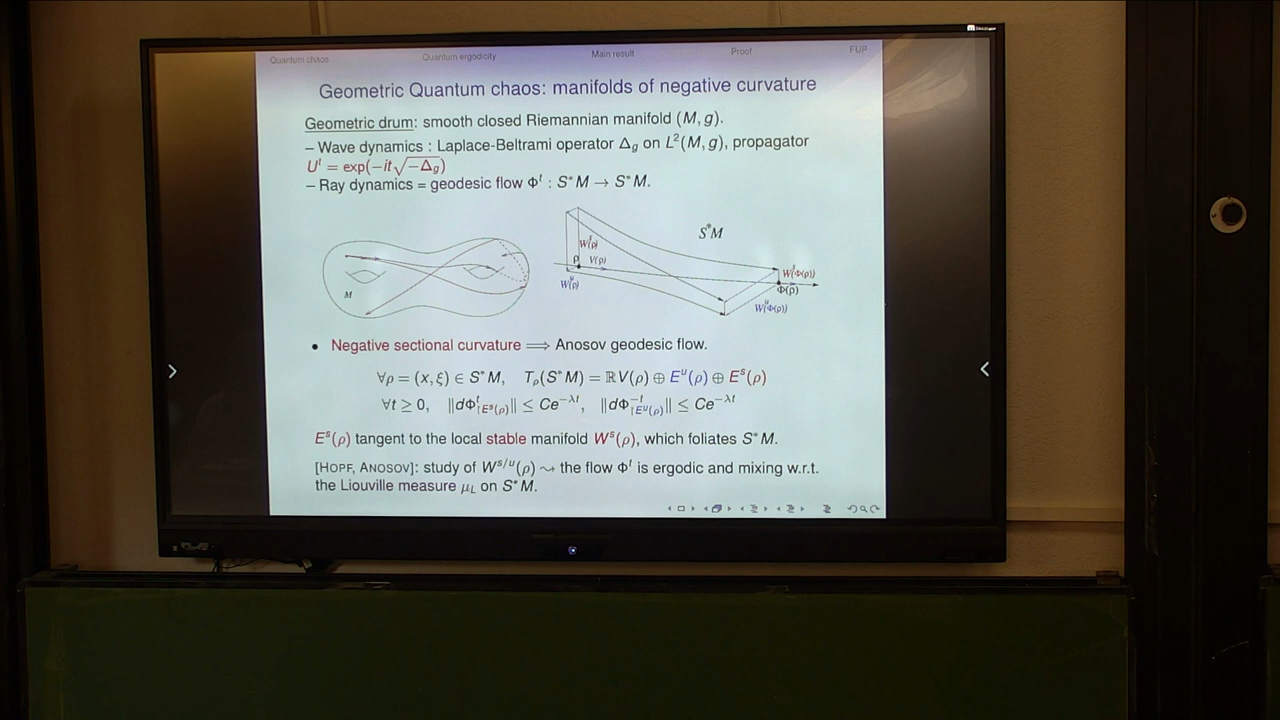 Quantum chaos Quantum ergodicity Main result Proof FUP
Geometric Quantum chaos: manifolds of negative curvature
Geometric drum: smooth closed Riemannian manifold (M, g).
– Wave dynamics : Laplace-Beltrami operator Δ_g on L²(M, g), propagator
Uᵗ = exp(−it√−Δ_g)
– Ray dynamics = geodesic flow Φᵗ : S*M → S*M.
S*M
W^s(ρ)
ρ V(ρ)
W^u(ρ)
W^s(Φ(ρ))
Φ(ρ)
W^u(Φ(ρ))
M
• Negative sectional curvature ⟹ Anosov geodesic flow.
∀ρ = (x, ξ) ∈ S*M, T_ρ(S*M) = ℝV(ρ) ⊕ E^u(ρ) ⊕ E^s(ρ)
∀t ≥ 0, ‖dΦ^t_{↾E^s(ρ)}‖ ≤ Ce^{−λt}, ‖dΦ^{−t}_{↾E^u(ρ)}‖ ≤ Ce^{−λt}
E^s(ρ) tangent to the local stable manifold W^s(ρ), which foliates S*M.
[HOPF, ANOSOV]: study of W^{s/u}(ρ) ⇝ the flow Φᵗ is ergodic and mixing w.r.t.
the Liouville measure μ_L on S*M.